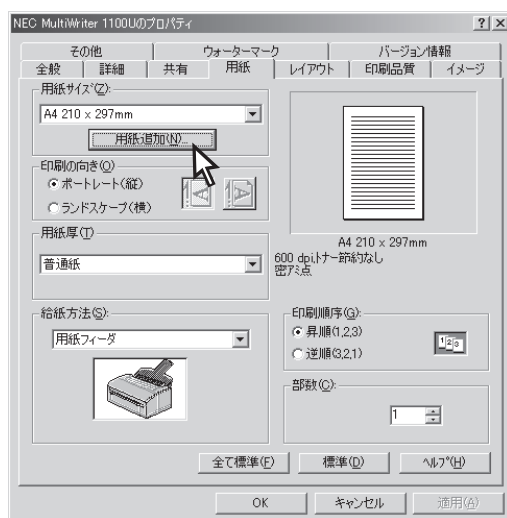 NEC MultiWriter 1100Uのプロパティ
その他 ウォーターマーク バージョン情報
全般 詳細 共有 用紙 レイアウト 印刷品質 イメージ
用紙サイズ(Z):
A4 210 x 297mm
用紙追加(N)...
印刷の向き(O)
ポートレート(縦)
ランドスケープ(横)
A4 210 x 297mm
600 dpi,トナー節約なし
密アミ点
用紙厚(T)
普通紙
給紙方法(S):
用紙フィーダ
印刷順序(G):
昇順(1,2,3)
逆順(3,2,1)
1 2 3
部数(C):
1
全て標準(F) 標準(D) ヘルプ(H)
OK キャンセル 適用(A)